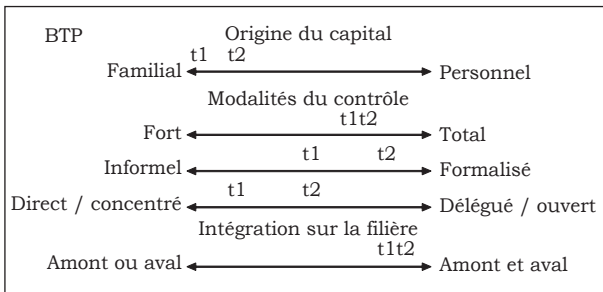 BTP Origine du capital
t1 t2
Familial Personnel
Modalités du contrôle
t1t2
Fort Total
t1 t2
Informel Formalisé
t1 t2
Direct / concentré Délégué / ouvert
Intégration sur la filière
t1t2
Amont ou aval Amont et aval